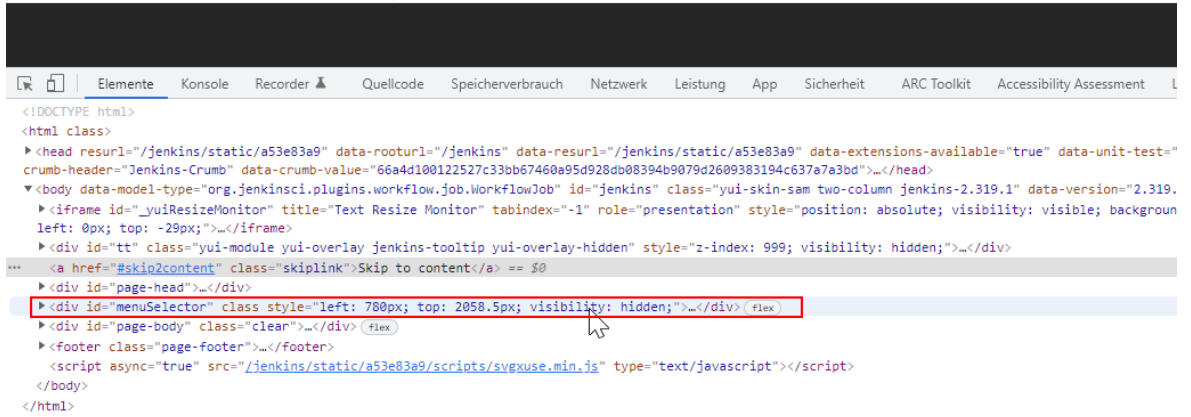 Elemente Konsole Recorder Quellcode Speicherverbrauch Netzwerk Leistung App Sicherheit ARC Toolkit Accessibility Assessment L
<!DOCTYPE html>
<html class>
<head resurl="/jenkins/static/a53e83a9" data-rooturl="/jenkins" data-resurl="/jenkins/static/a53e83a9" data-extensions-available="true" data-unit-test="
crumb-header="Jenkins-Crumb" data-crumb-value="66a4d100122527c33bb67460a95d928db08394b9079d2609383194c637a7a3bd">…</head>
<body data-model-type="org.jenkinsci.plugins.workflow.job.WorkflowJob" id="jenkins" class="yui-skin-sam two-column jenkins-2.319.1" data-version="2.319.
<iframe id="_yuiResizeMonitor" title="Text Resize Monitor" tabindex="-1" role="presentation" style="position: absolute; visibility: visible; backgroun
left: 0px; top: -29px;">…</iframe>
<div id="tt" class="yui-module yui-overlay jenkins-tooltip yui-overlay-hidden" style="z-index: 999; visibility: hidden;">…</div>
<a href="#skip2content" class="skiplink">Skip to content</a> == $0
<div id="page-head">…</div>
<div id="menuSelector" class style="left: 780px; top: 2058.5px; visibility: hidden;">…</div> flex
<div id="page-body" class="clear">…</div> flex
<footer class="page-footer">…</footer>
<script async="true" src="/jenkins/static/a53e83a9/scripts/svgxuse.min.js" type="text/javascript"></script>
</body>
</html>